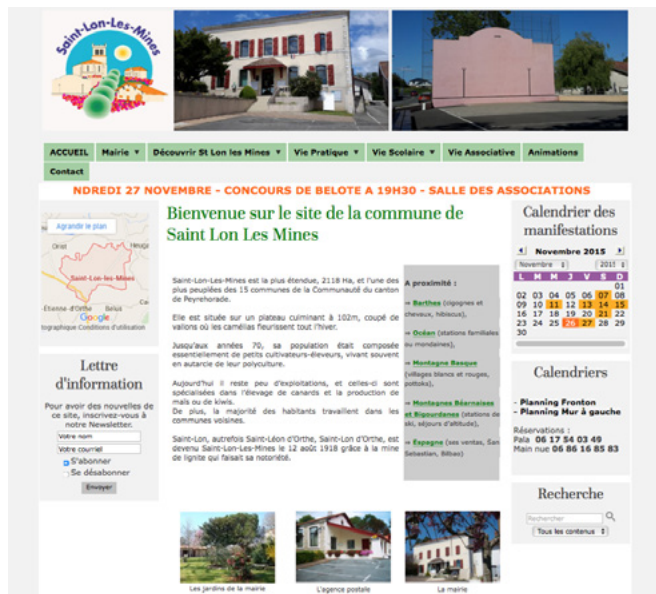 Saint-Lon-Les-Mines
ACCUEIL Mairie ▼ Découvrir St Lon les Mines ▼ Vie Pratique ▼ Vie Scolaire ▼ Vie Associative Animations
Contact
NDREDI 27 NOVEMBRE - CONCOURS DE BELOTE A 19H30 - SALLE DES ASSOCIATIONS
Agrandir le plan
Orist
Saint-Lon-les-Mines
Etienne-d'Orthe Belus
Google
tographique Conditions d'utilisation
Lettre
d'information
Pour avoir des nouvelles de
ce site, inscrivez-vous à
notre Newsletter.
Votre nom
Votre courriel
S'abonner
Se désabonner
Envoyer
Bienvenue sur le site de la commune de
Saint Lon Les Mines
Saint-Lon-Les-Mines est la plus étendue, 2118 Ha, et l'une des
plus peuplées des 15 communes de la Communauté du canton
de Peyrehorade.
Elle est située sur un plateau culminant à 102m, coupé de
vallons où les camélias fleurissent tout l'hiver.
Jusqu'aux années 70, sa population était composée
essentiellement de petits cultivateurs-éleveurs, vivant souvent
en autarcie de leur polyculture.
Aujourd'hui il reste peu d'exploitations, et celles-ci sont
spécialisées dans l'élevage de canards et la production de
maïs ou de kiwis.
De plus, la majorité des habitants travaillent dans les
communes voisines.
Saint-Lon, autrefois Saint-Léon d'Orthe, Saint-Lon d'Orthe, est
devenu Saint-Lon-Les-Mines le 12 août 1918 grâce à la mine
de lignite qui faisait sa notoriété.
A proximité :
⇒ Barthes (cigognes et
chevaux, hibiscus),
⇒ Océan (stations familiales
ou mondaines),
⇒ Montagne Basque
(villages blancs et rouges,
pottoks),
⇒ Montagnes Béarnaises
et Bigourdanes (stations de
ski, séjours d'altitude),
⇒ Espagne (ses ventas, San
Sebastian, Bilbao)
Les jardins de la mairie
L'agence postale
La mairie
Calendrier des
manifestations
Novembre 2015
Novembre 2015
L M M J V S D
01
02 03 04 05 06 07 08
09 10 11 12 13 14 15
16 17 18 19 20 21 22
23 24 25 26 27 28 29
30
Calendriers
- Planning Fronton
- Planning Mur à gauche
Réservations :
Pala 06 17 54 03 49
Main nue 06 86 16 85 83
Recherche
Rechercher
Tous les contenus